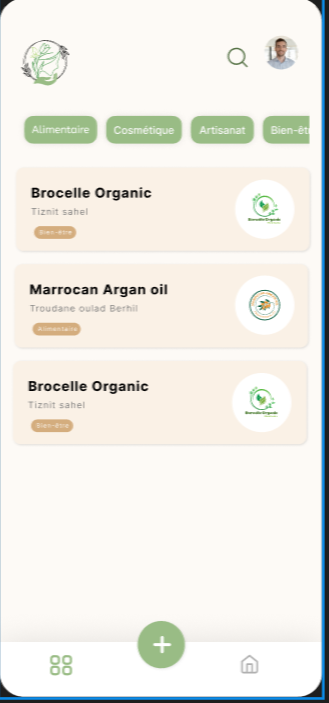 Alimentaire Cosmétique Artisanat Bien-êtr
Brocelle Organic
Tiznit sahel
Bien-être
Brocelle Organic
Marrocan Argan oil
Troudane oulad Berhil
Alimentaire
Brocelle Organic
Tiznit sahel
Bien-être
Brocelle Organic